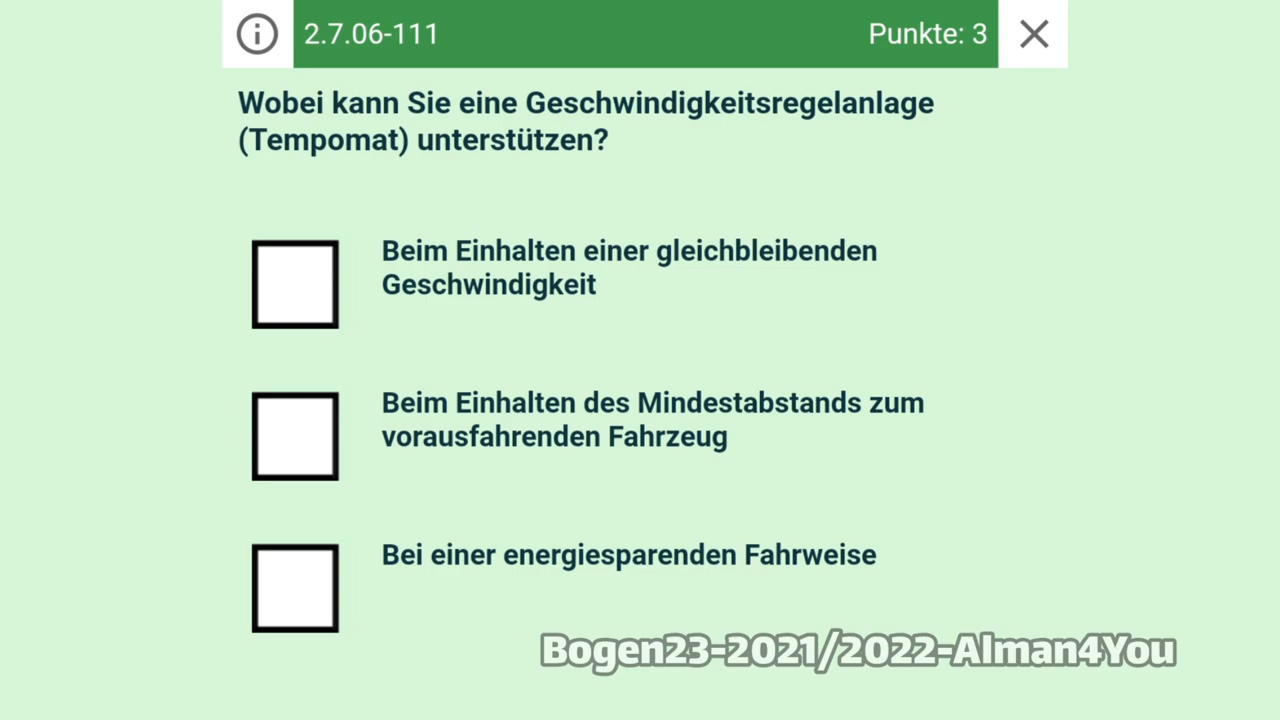 2.7.06-111
Punkte: 3
Wobei kann Sie eine Geschwindigkeitsregelanlage
(Tempomat) unterstützen?
Beim Einhalten einer gleichbleibenden
Geschwindigkeit
Beim Einhalten des Mindestabstands zum
vorausfahrenden Fahrzeug
Bei einer energiesparenden Fahrweise
Bogen23-2021/2022-Alman4You